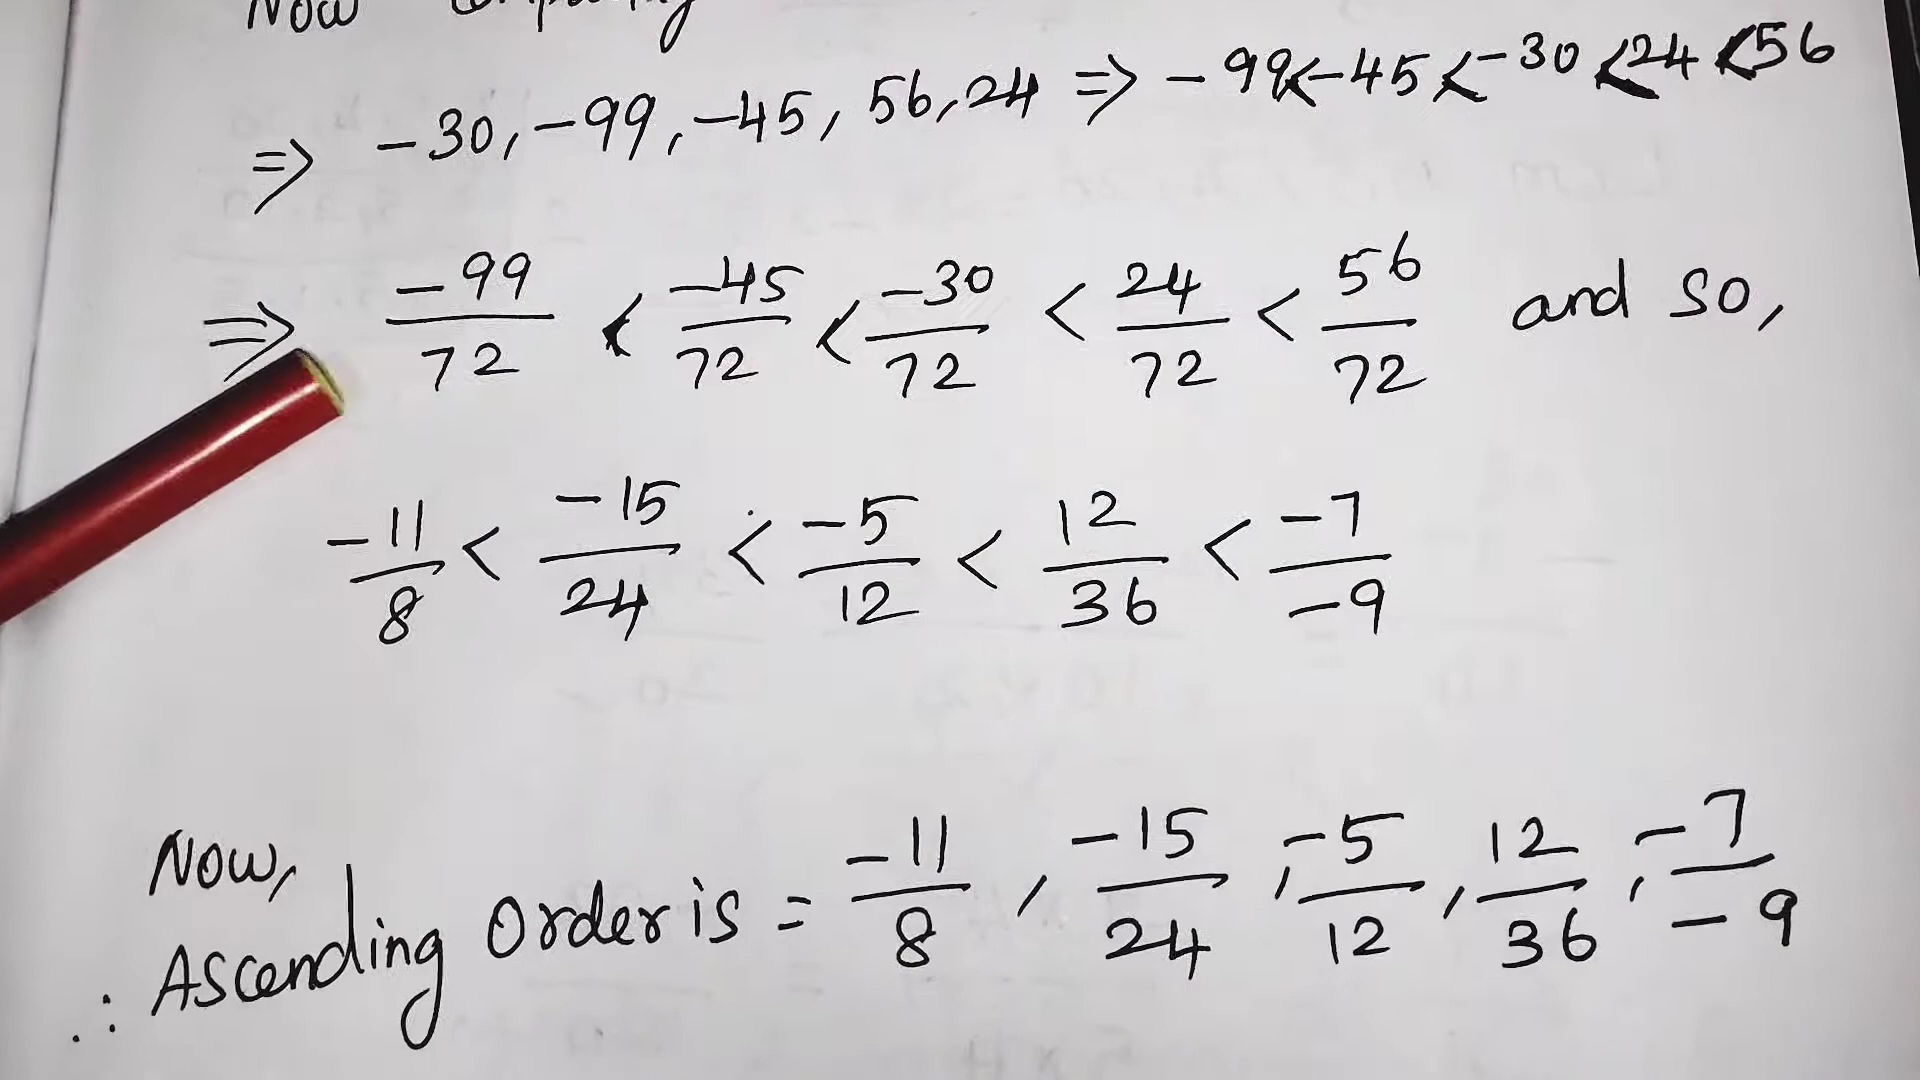 Now Comparing
⇒ -30, -99, -45, 56, 24 ⇒ -99 < -45 < -30 < 24 < 56
⇒ -99/72 < -45/72 < -30/72 < 24/72 < 56/72 and so,
-11/8 < -15/24 < -5/12 < 12/36 < -7/-9
Now,
∴ Ascending Order is = -11/8, -15/24, -5/12, 12/36, -7/-9